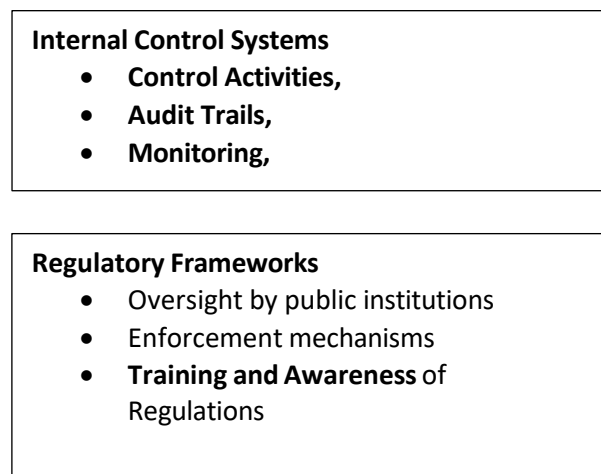 Internal Control Systems
• Control Activities,
• Audit Trails,
• Monitoring,
Regulatory Frameworks
• Oversight by public institutions
• Enforcement mechanisms
• Training and Awareness of
Regulations